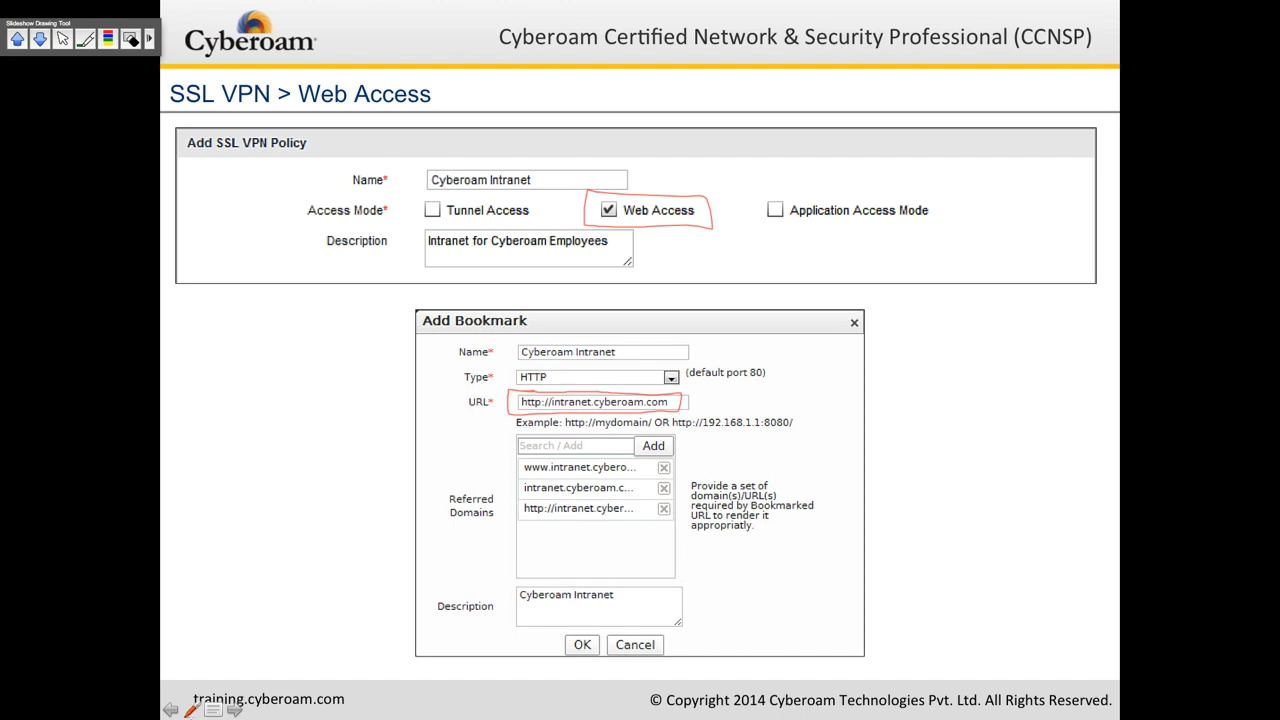 Slideshow Drawing Tool
Cyberoam
Cyberoam Certified Network & Security Professional (CCNSP)
SSL VPN > Web Access
Add SSL VPN Policy
Name* Cyberoam Intranet
Access Mode* Tunnel Access Web Access Application Access Mode
Description Intranet for Cyberoam Employees
Add Bookmark
Name* Cyberoam Intranet
Type* HTTP (default port 80)
URL* http://intranet.cyberoam.com
Example: http://mydomain/ OR http://192.168.1.1:8080/
Search / Add Add
www.intranet.cybero...
intranet.cyberoam.c...
http://intranet.cyber...
Referred
Domains
Provide a set of
domain(s)/URL(s)
required by Bookmarked
URL to render it
appropriatly.
Description Cyberoam Intranet
OK Cancel
training.cyberoam.com © Copyright 2014 Cyberoam Technologies Pvt. Ltd. All Rights Reserved.